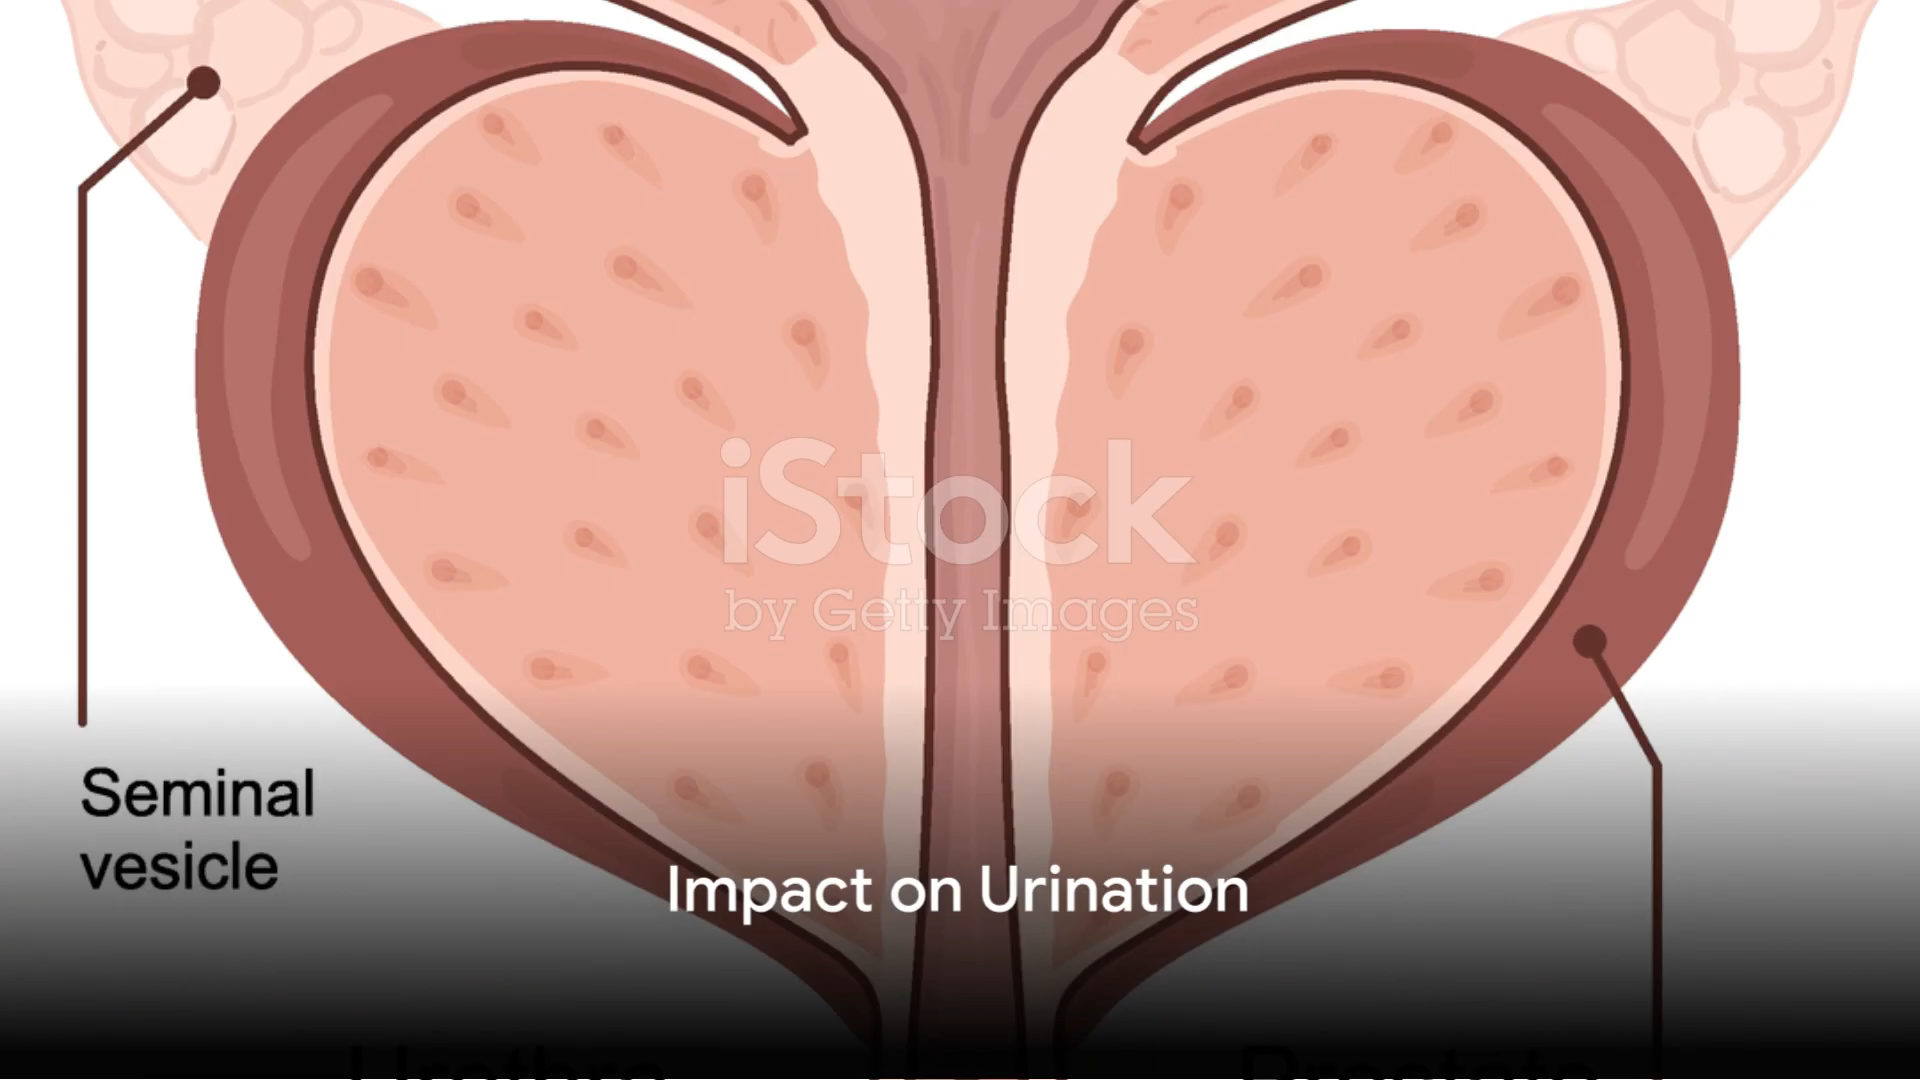 iStock
by Getty Images
Seminal
vesicle
Impact on Urination